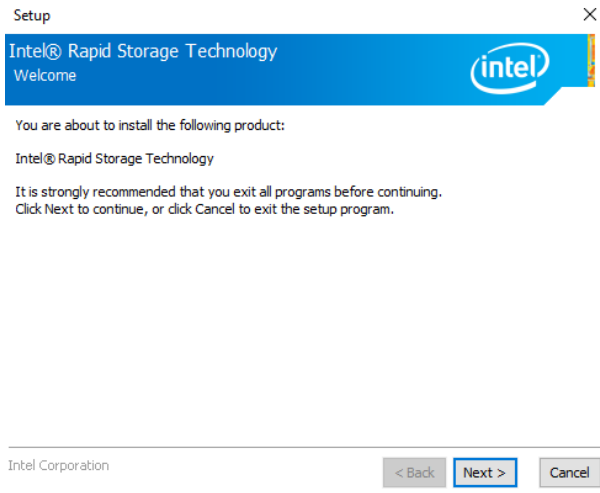 Setup
Intel® Rapid Storage Technology
Welcome
intel
You are about to install the following product:
Intel® Rapid Storage Technology
It is strongly recommended that you exit all programs before continuing.
Click Next to continue, or click Cancel to exit the setup program.
Intel Corporation
< Back Next > Cancel